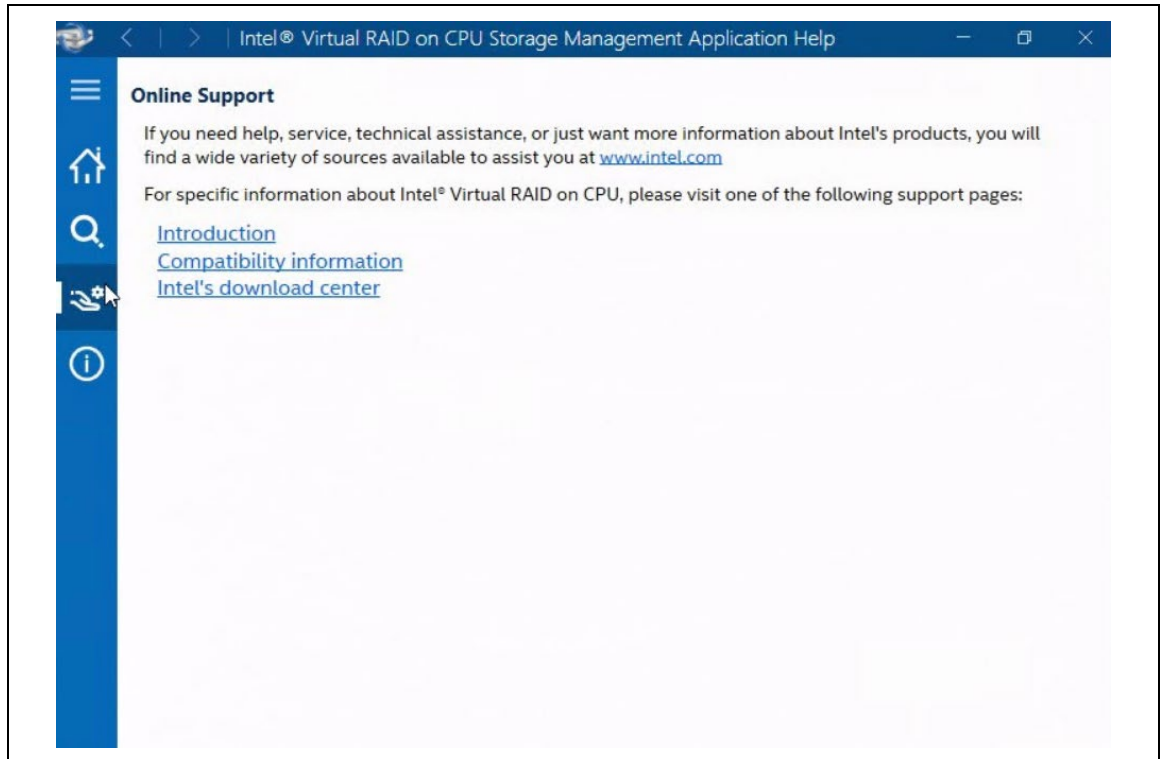 Intel® Virtual RAID on CPU Storage Management Application Help
Online Support
If you need help, service, technical assistance, or just want more information about Intel's products, you will
find a wide variety of sources available to assist you at www.intel.com
For specific information about Intel® Virtual RAID on CPU, please visit one of the following support pages:
Introduction
Compatibility information
Intel's download center